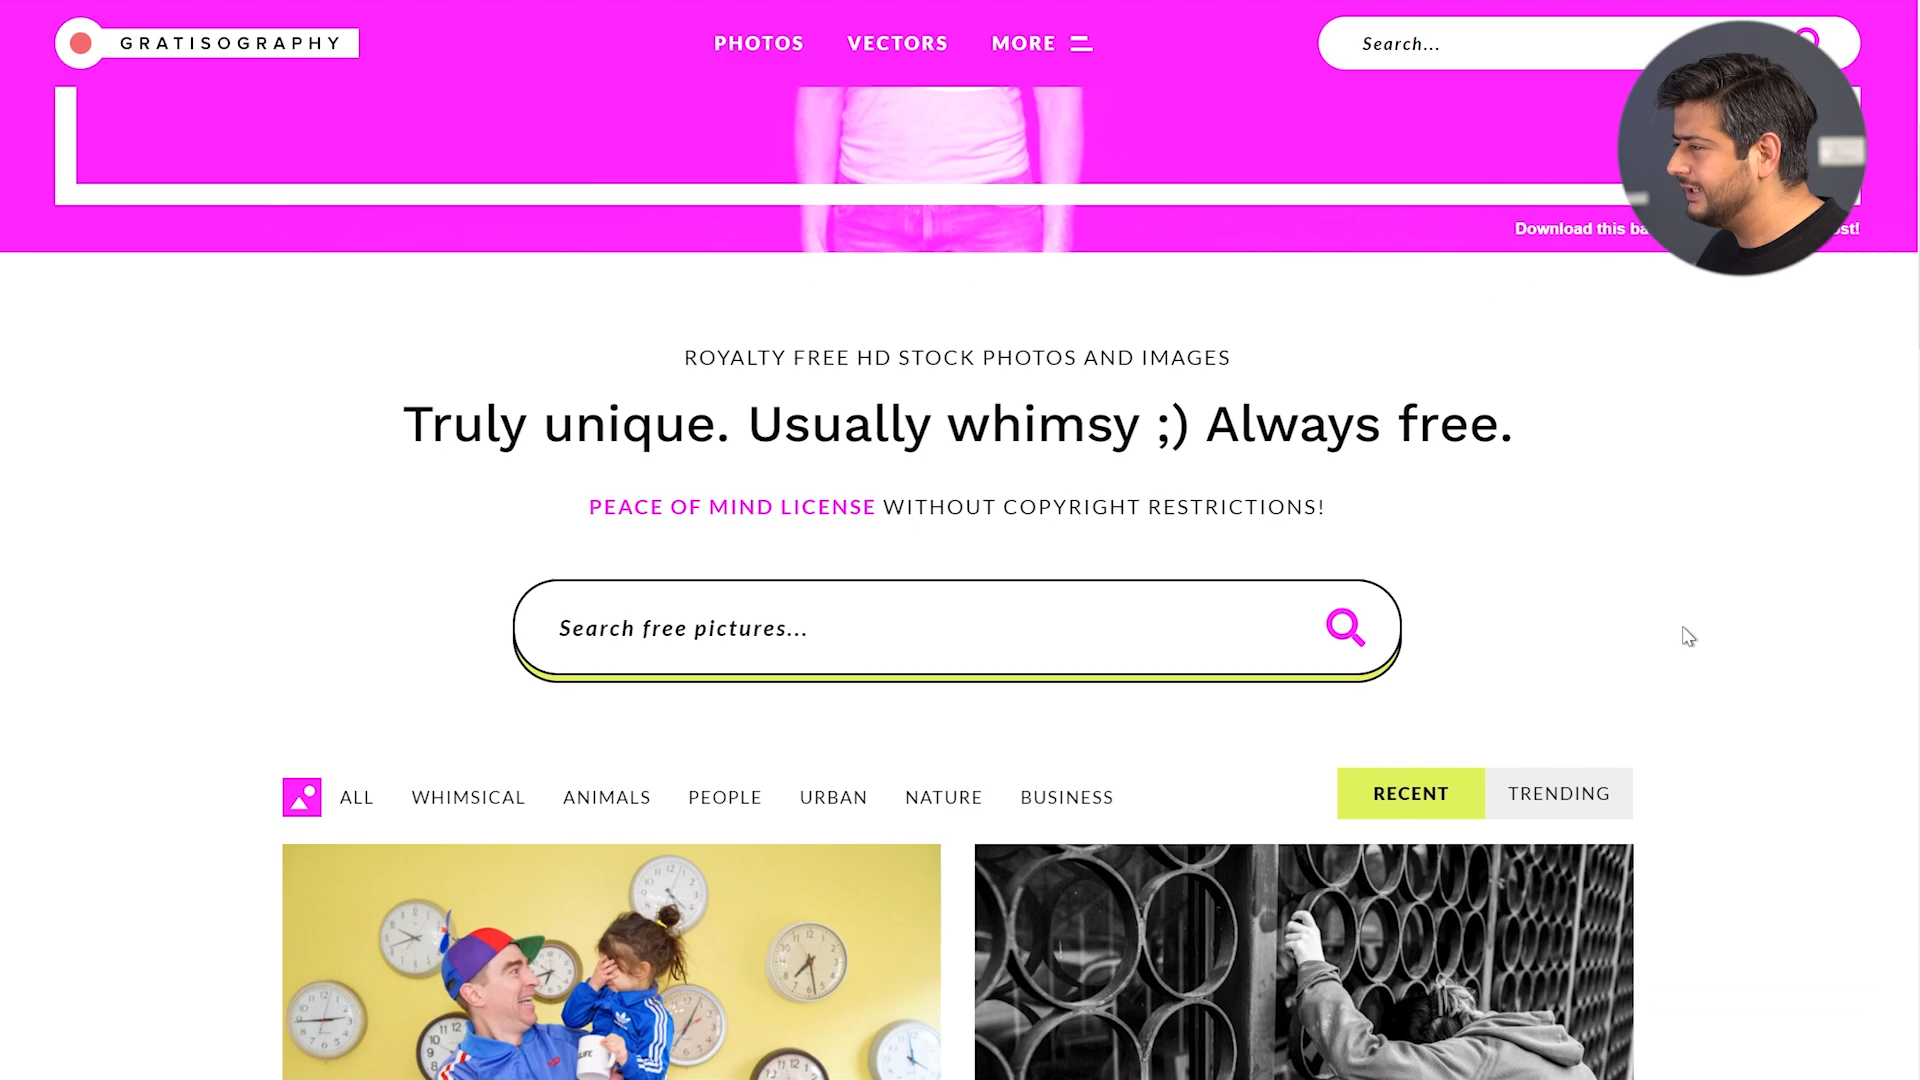 GRATISOGRAPHY
PHOTOS VECTORS MORE
Search...
Download this ba
ost!
ROYALTY FREE HD STOCK PHOTOS AND IMAGES
Truly unique. Usually whimsy ;) Always free.
PEACE OF MIND LICENSE WITHOUT COPYRIGHT RESTRICTIONS!
Search free pictures...
ALL WHIMSICAL ANIMALS PEOPLE URBAN NATURE BUSINESS
RECENT TRENDING